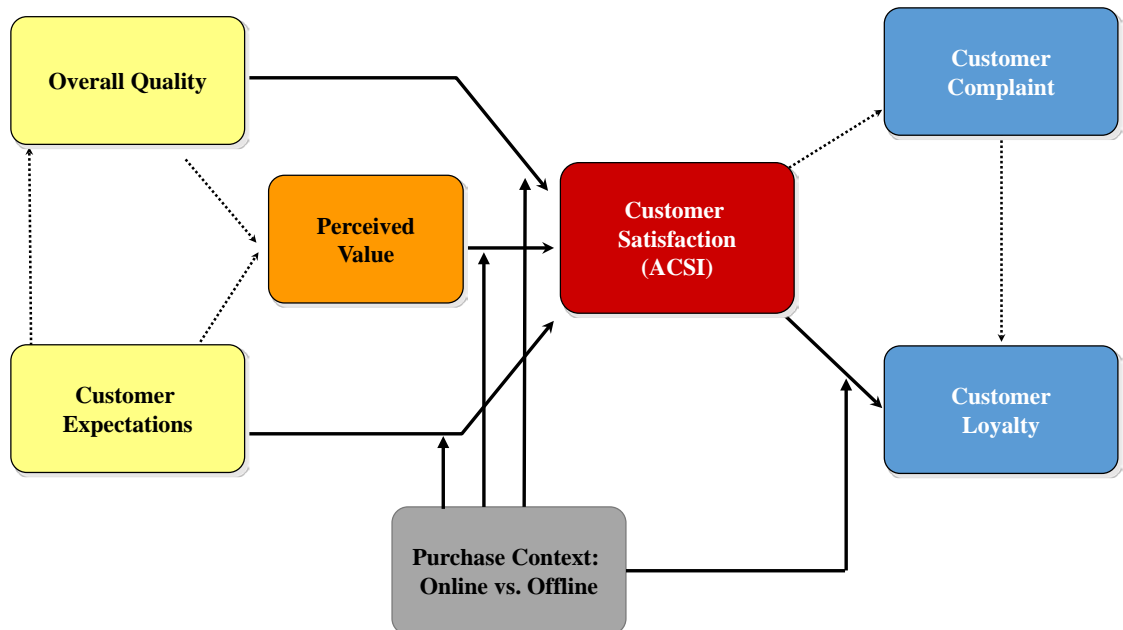 Overall Quality
Customer
Complaint
Perceived
Value
Customer
Satisfaction
(ACSI)
Customer
Expectations
Customer
Loyalty
Purchase Context:
Online vs. Offline